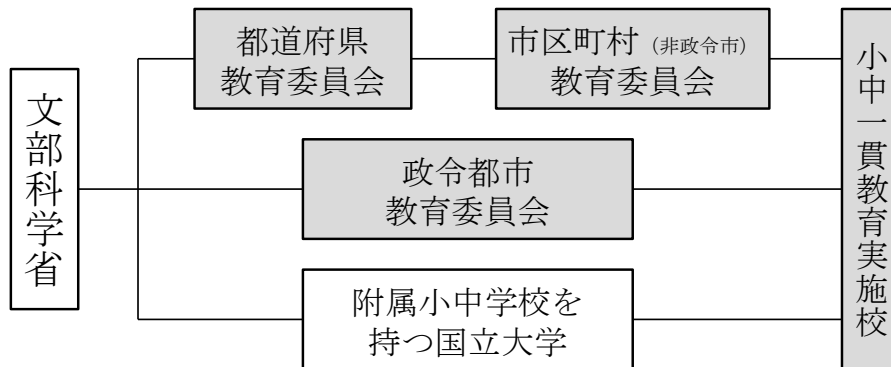 文部科学省
都道府県
教育委員会
市区町村（非政令市）
教育委員会
政令都市
教育委員会
附属小中学校を
持つ国立大学
小中一貫教育実施校